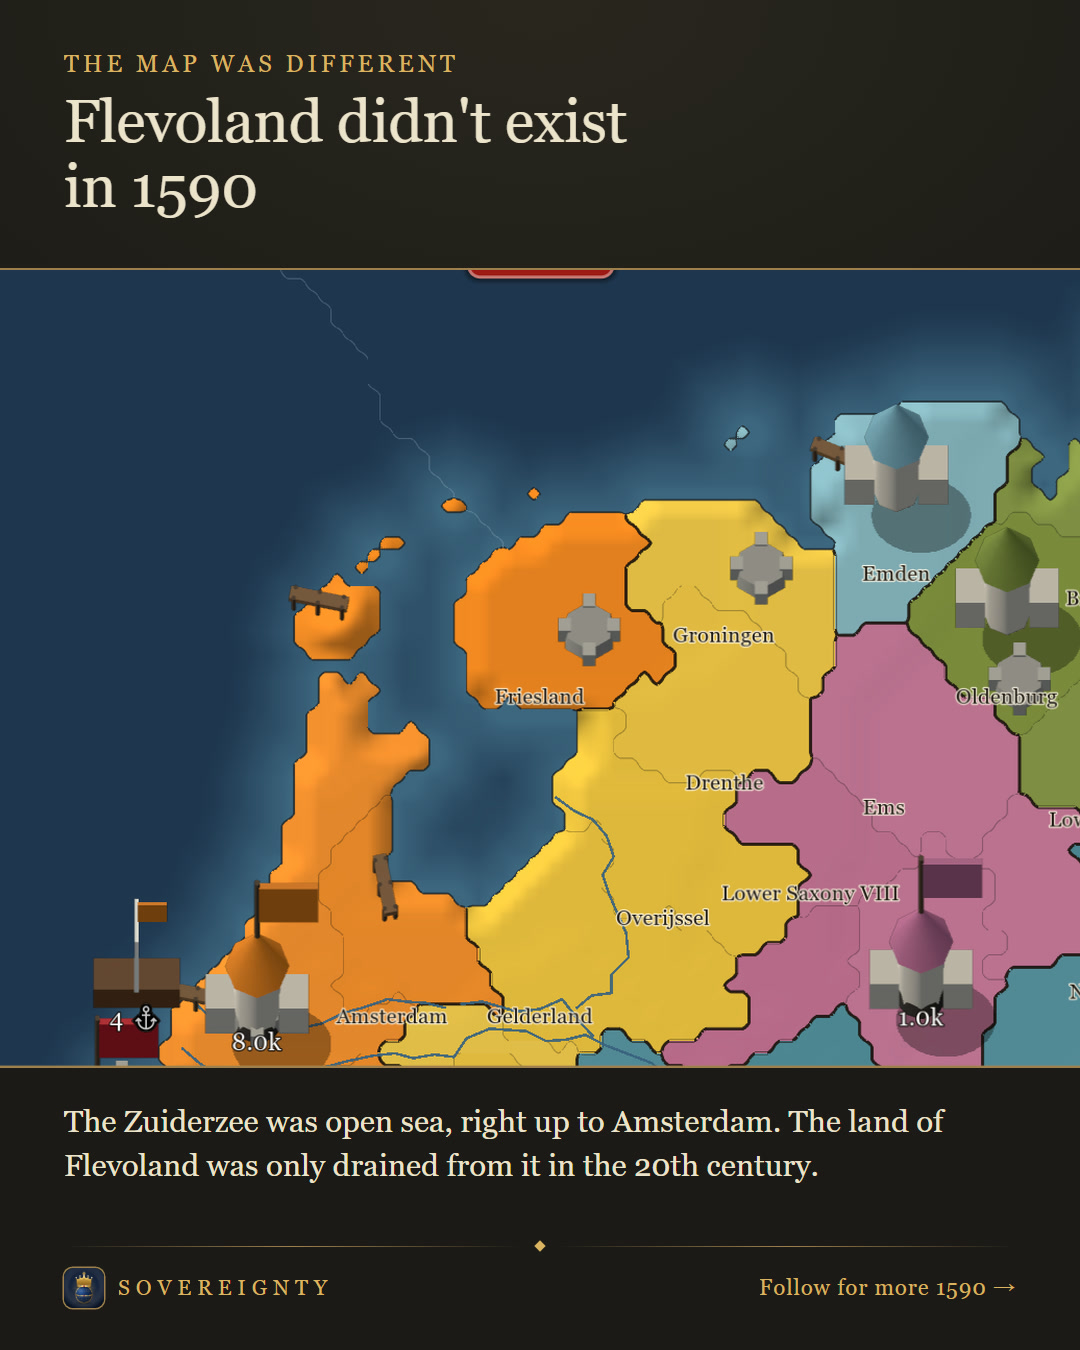 THE MAP WAS DIFFERENT
Flevoland didn't exist
in 1590
Emden
B
Groningen
Friesland
Oldenburg
Drenthe
Ems
Lov
Lower Saxony VIII
Overijssel
N
Amsterdam
Gelderland
4
1.0k
8.0k
The Zuiderzee was open sea, right up to Amsterdam. The land of
Flevoland was only drained from it in the 20th century.
SOVEREIGNTY
Follow for more 1590 →